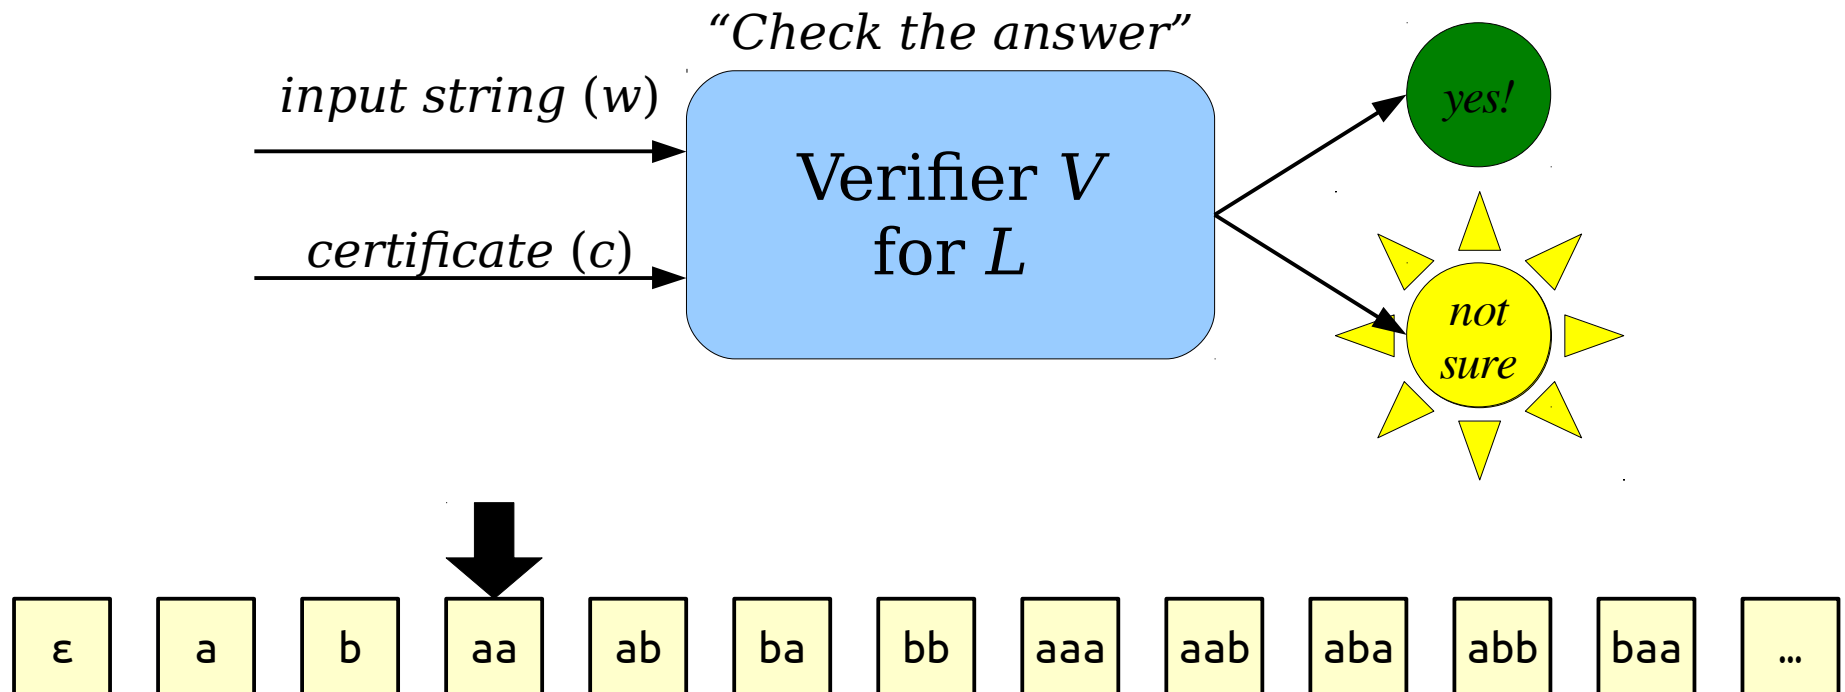 “Check the answer”
input string (w)
certificate (c)
Verifier V
for L
yes!
not
sure
ε a b aa ab ba bb aaa aab aba abb baa …